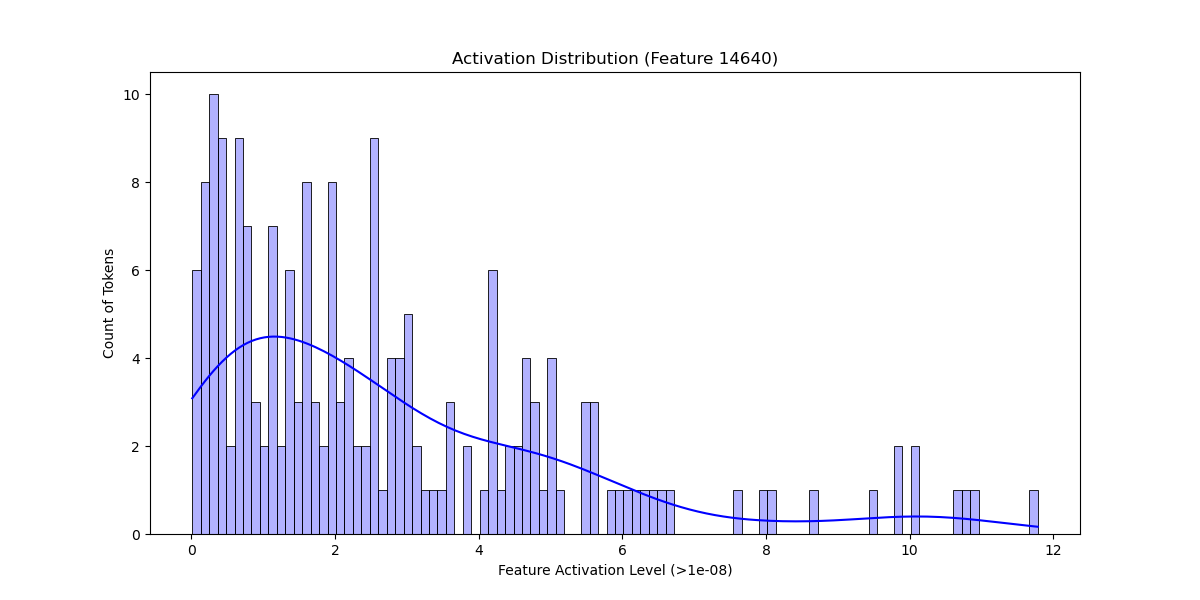 Activation Distribution (Feature 14640)
10
8
6
4
2
0
Count of Tokens
0 2 4 6 8 10 12
Feature Activation Level (>1e-08)